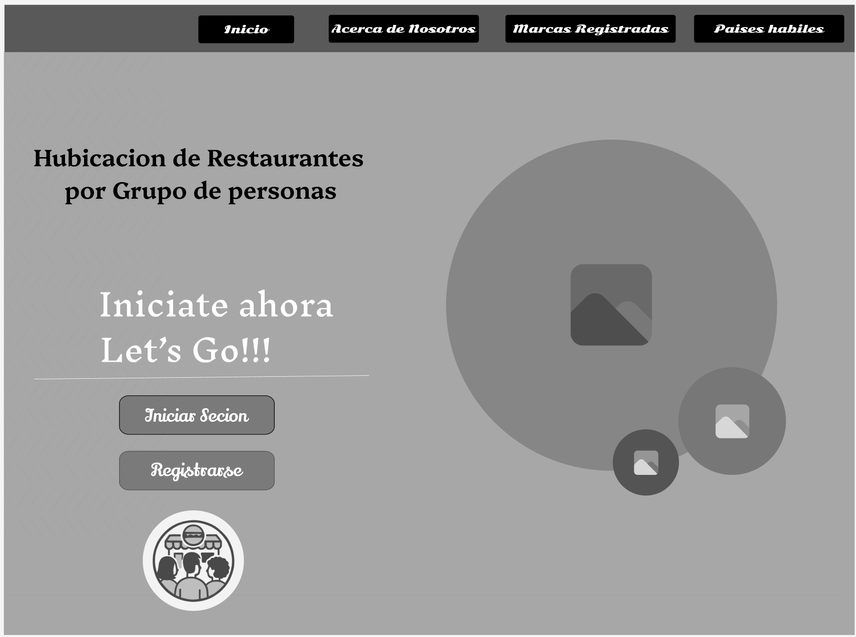 Inicio
Acerca de Nosotros
Marcas Registradas
Paises habiles
Hubicacion de Restaurantes
por Grupo de personas
Iniciate ahora
Let's Go!!!
Iniciar Secion
Registrarse